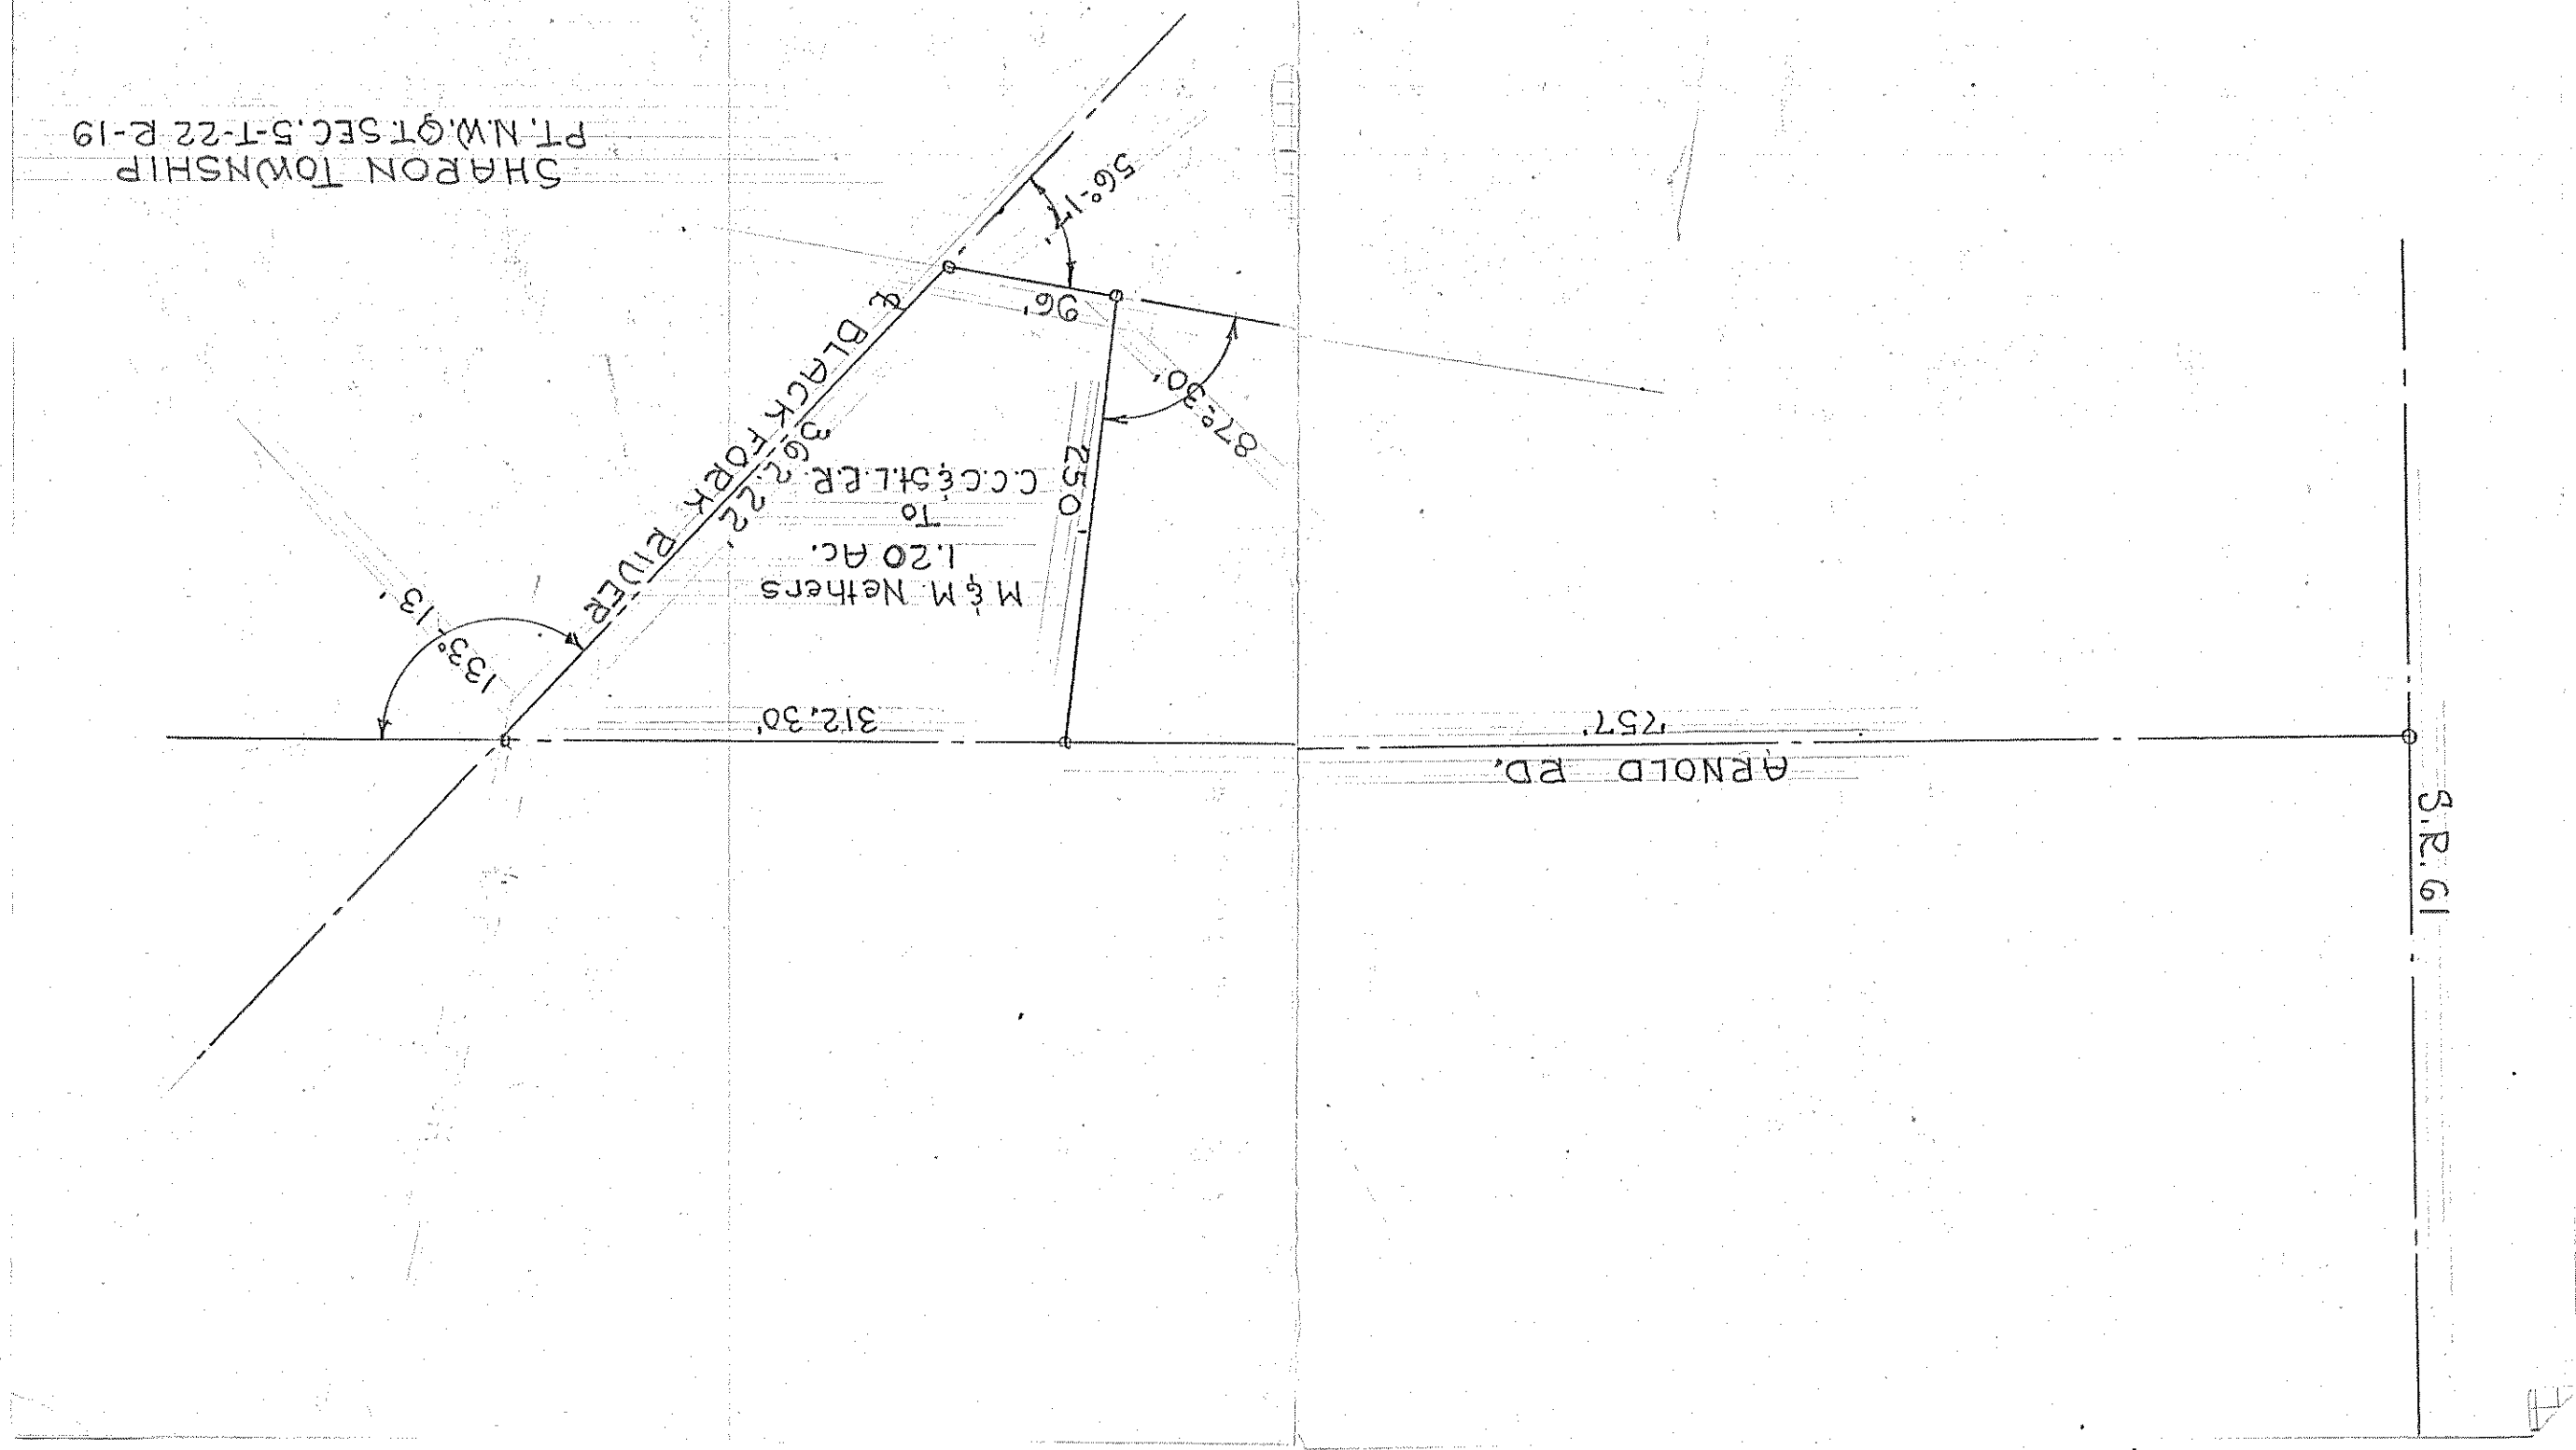 S.R. 61
ARNOLD RD.
757'
312.30'
133°-13'
M & M Nethers
1.20 Ac.
To
C.C.C & St.L. R.R.
250'
℄ BLACK FORK RIVER
362.22'
87°-30'
96'
56°-17'
SHARON TOWNSHIP
PT. N.W. QT. SEC. 5-T-22 R-19